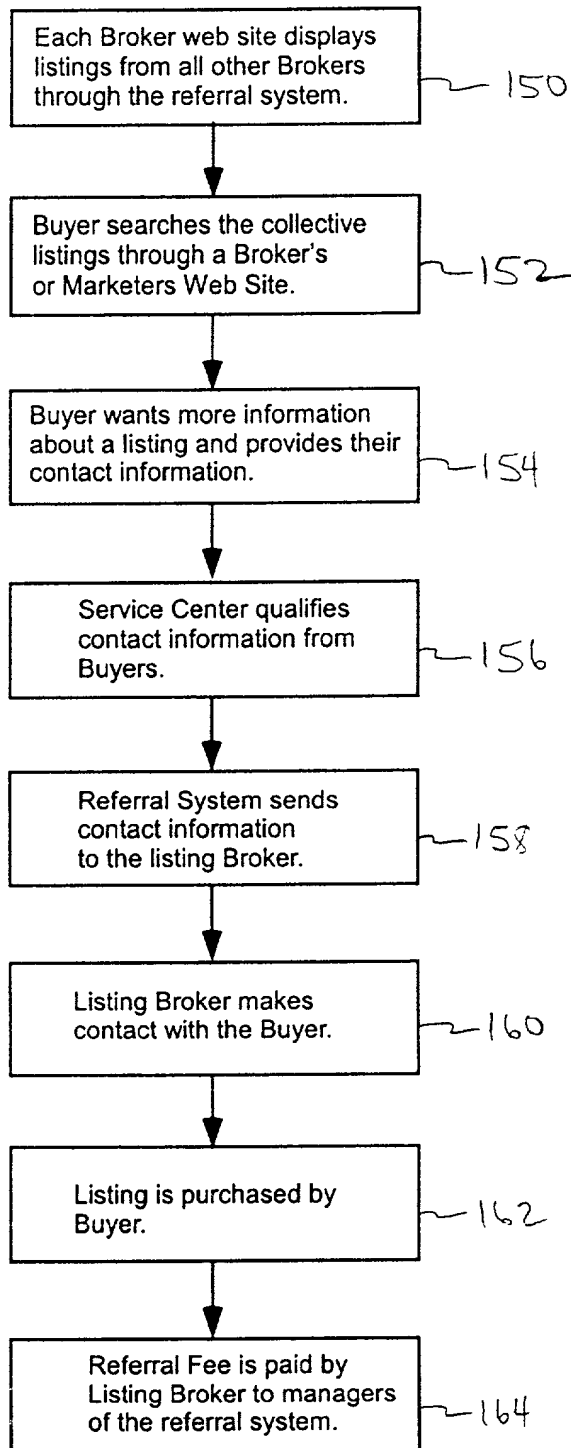 Each Broker web site displays
listings from all other Brokers
through the referral system.
150
Buyer searches the collective
listings through a Broker's
or Marketers Web Site.
152
Buyer wants more information
about a listing and provides their
contact information.
154
Service Center qualifies
contact information from
Buyers.
156
Referral System sends
contact information
to the listing Broker.
158
Listing Broker makes
contact with the Buyer.
160
Listing is purchased by
Buyer.
162
Referral Fee is paid by
Listing Broker to managers
of the referral system.
164